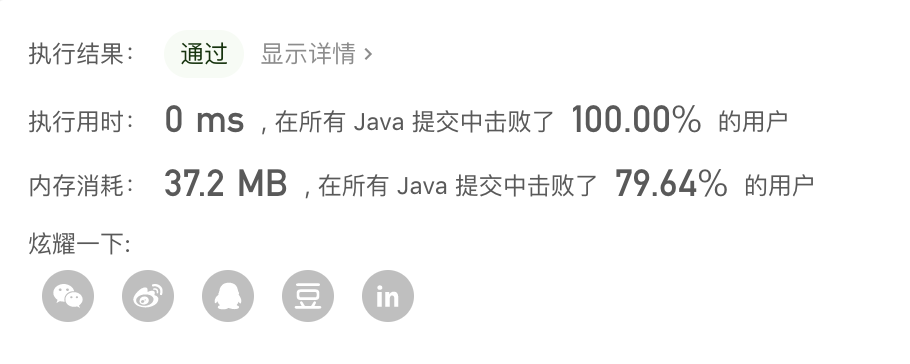 执行结果： 通过 显示详情 ›
执行用时： 0 ms , 在所有 Java 提交中击败了 100.00% 的用户
内存消耗： 37.2 MB , 在所有 Java 提交中击败了 79.64% 的用户
炫耀一下:
豆 in